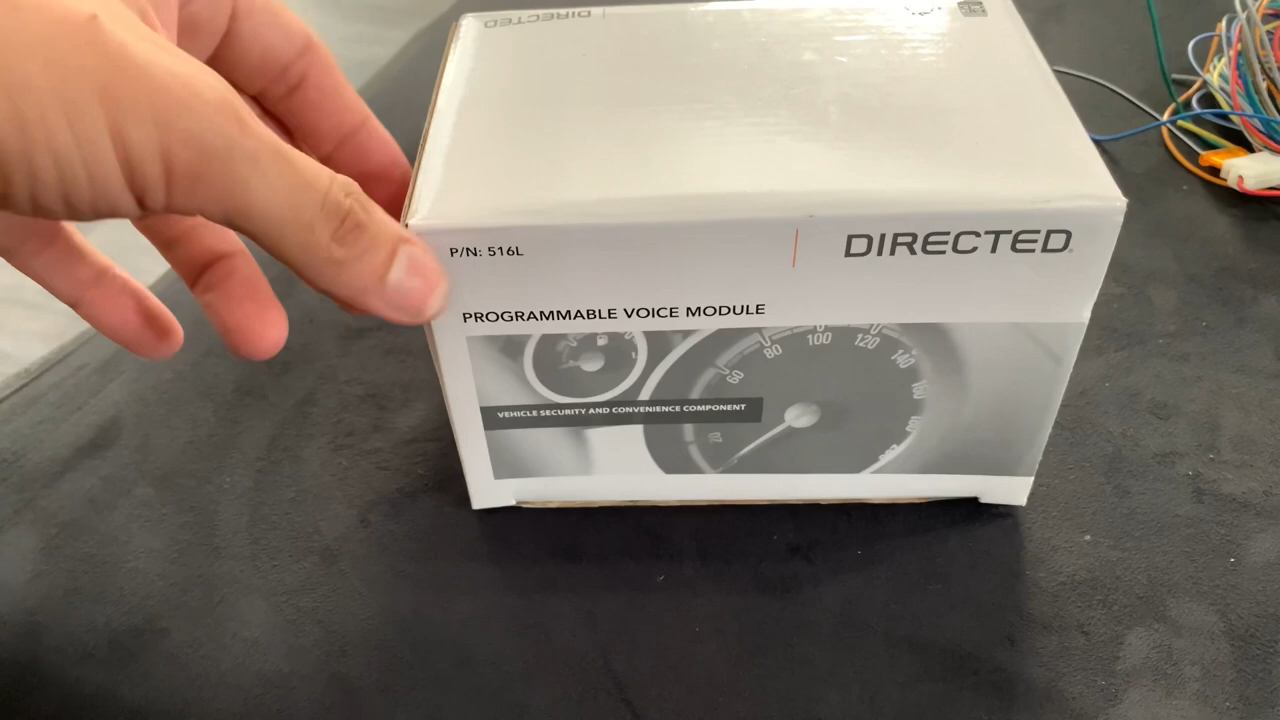 DIRECTED
P/N: 516L
DIRECTED
PROGRAMMABLE VOICE MODULE
VEHICLE SECURITY AND CONVENIENCE COMPONENT
60 80 100 120 140